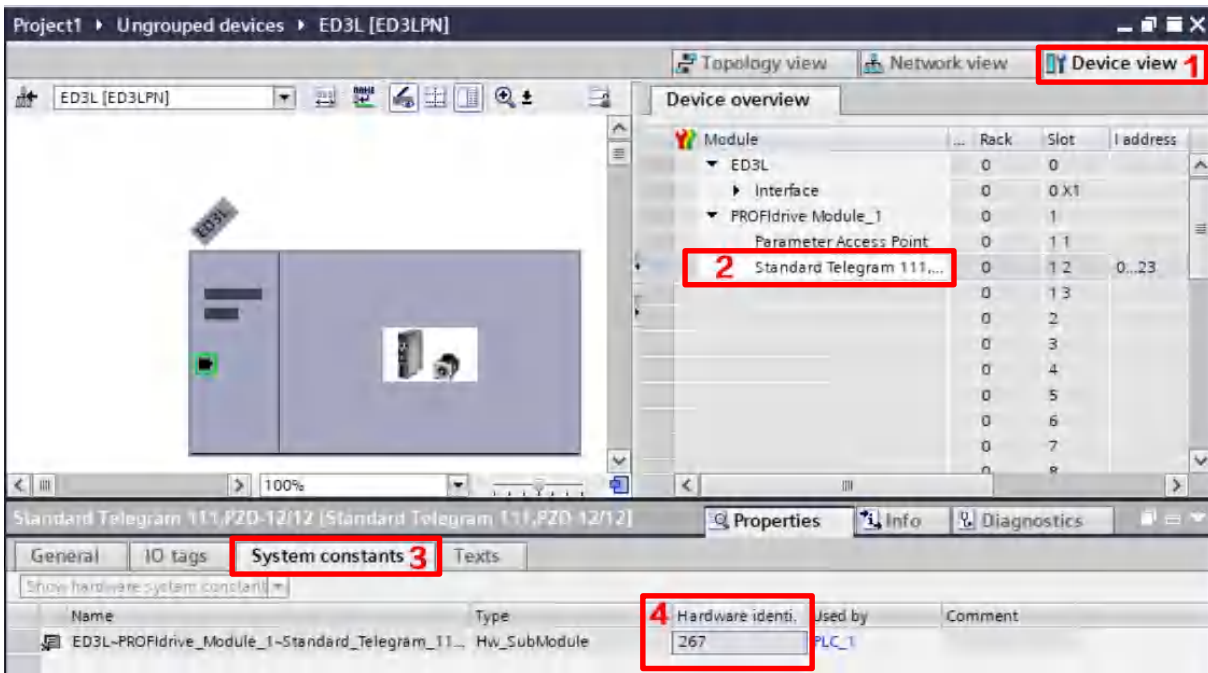 Project1 ▸ Ungrouped devices ▸ ED3L [ED3LPN]
Topology view Network view Device view 1
ED3L [ED3LPN]
Device overview
Module ... Rack Slot I address
ED3L 0 0
Interface 0 0 X1
PROFIdrive Module_1 0 1
Parameter Access Point 0 1 1
2 Standard Telegram 111,... 0 1 2 0...23
0 1 3
0 2
0 3
0 4
0 5
0 6
0 7
0 8
ED3L
100%
Standard Telegram 111,PZD-12/12 [Standard Telegram 111,PZD-12/12]
Properties Info Diagnostics
General IO tags System constants 3 Texts
Show hardware system constant
Name Type 4 Hardware identi. Used by Comment
ED3L~PROFIdrive_Module_1~Standard_Telegram_11... Hw_SubModule 267 PLC_1